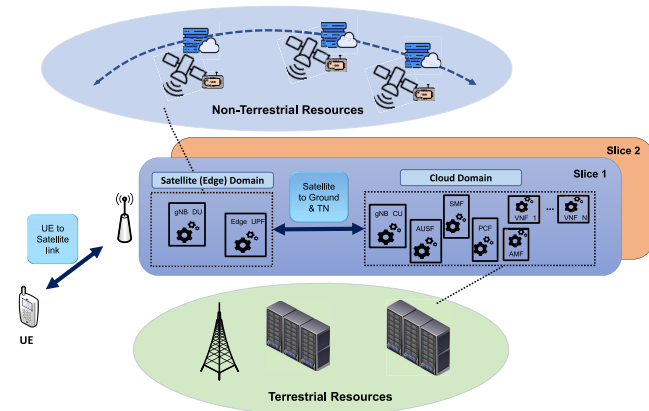 Non-Terrestrial Resources
Slice 2
Slice 1
Satellite (Edge) Domain
Satellite
to Ground
& TN
Cloud Domain
gNB DU
Edge UPF
gNB CU
AUSF
SMF
PCF
VNF 1
...
VNF N
AMF
UE to
Satellite
link
UE
Terrestrial Resources